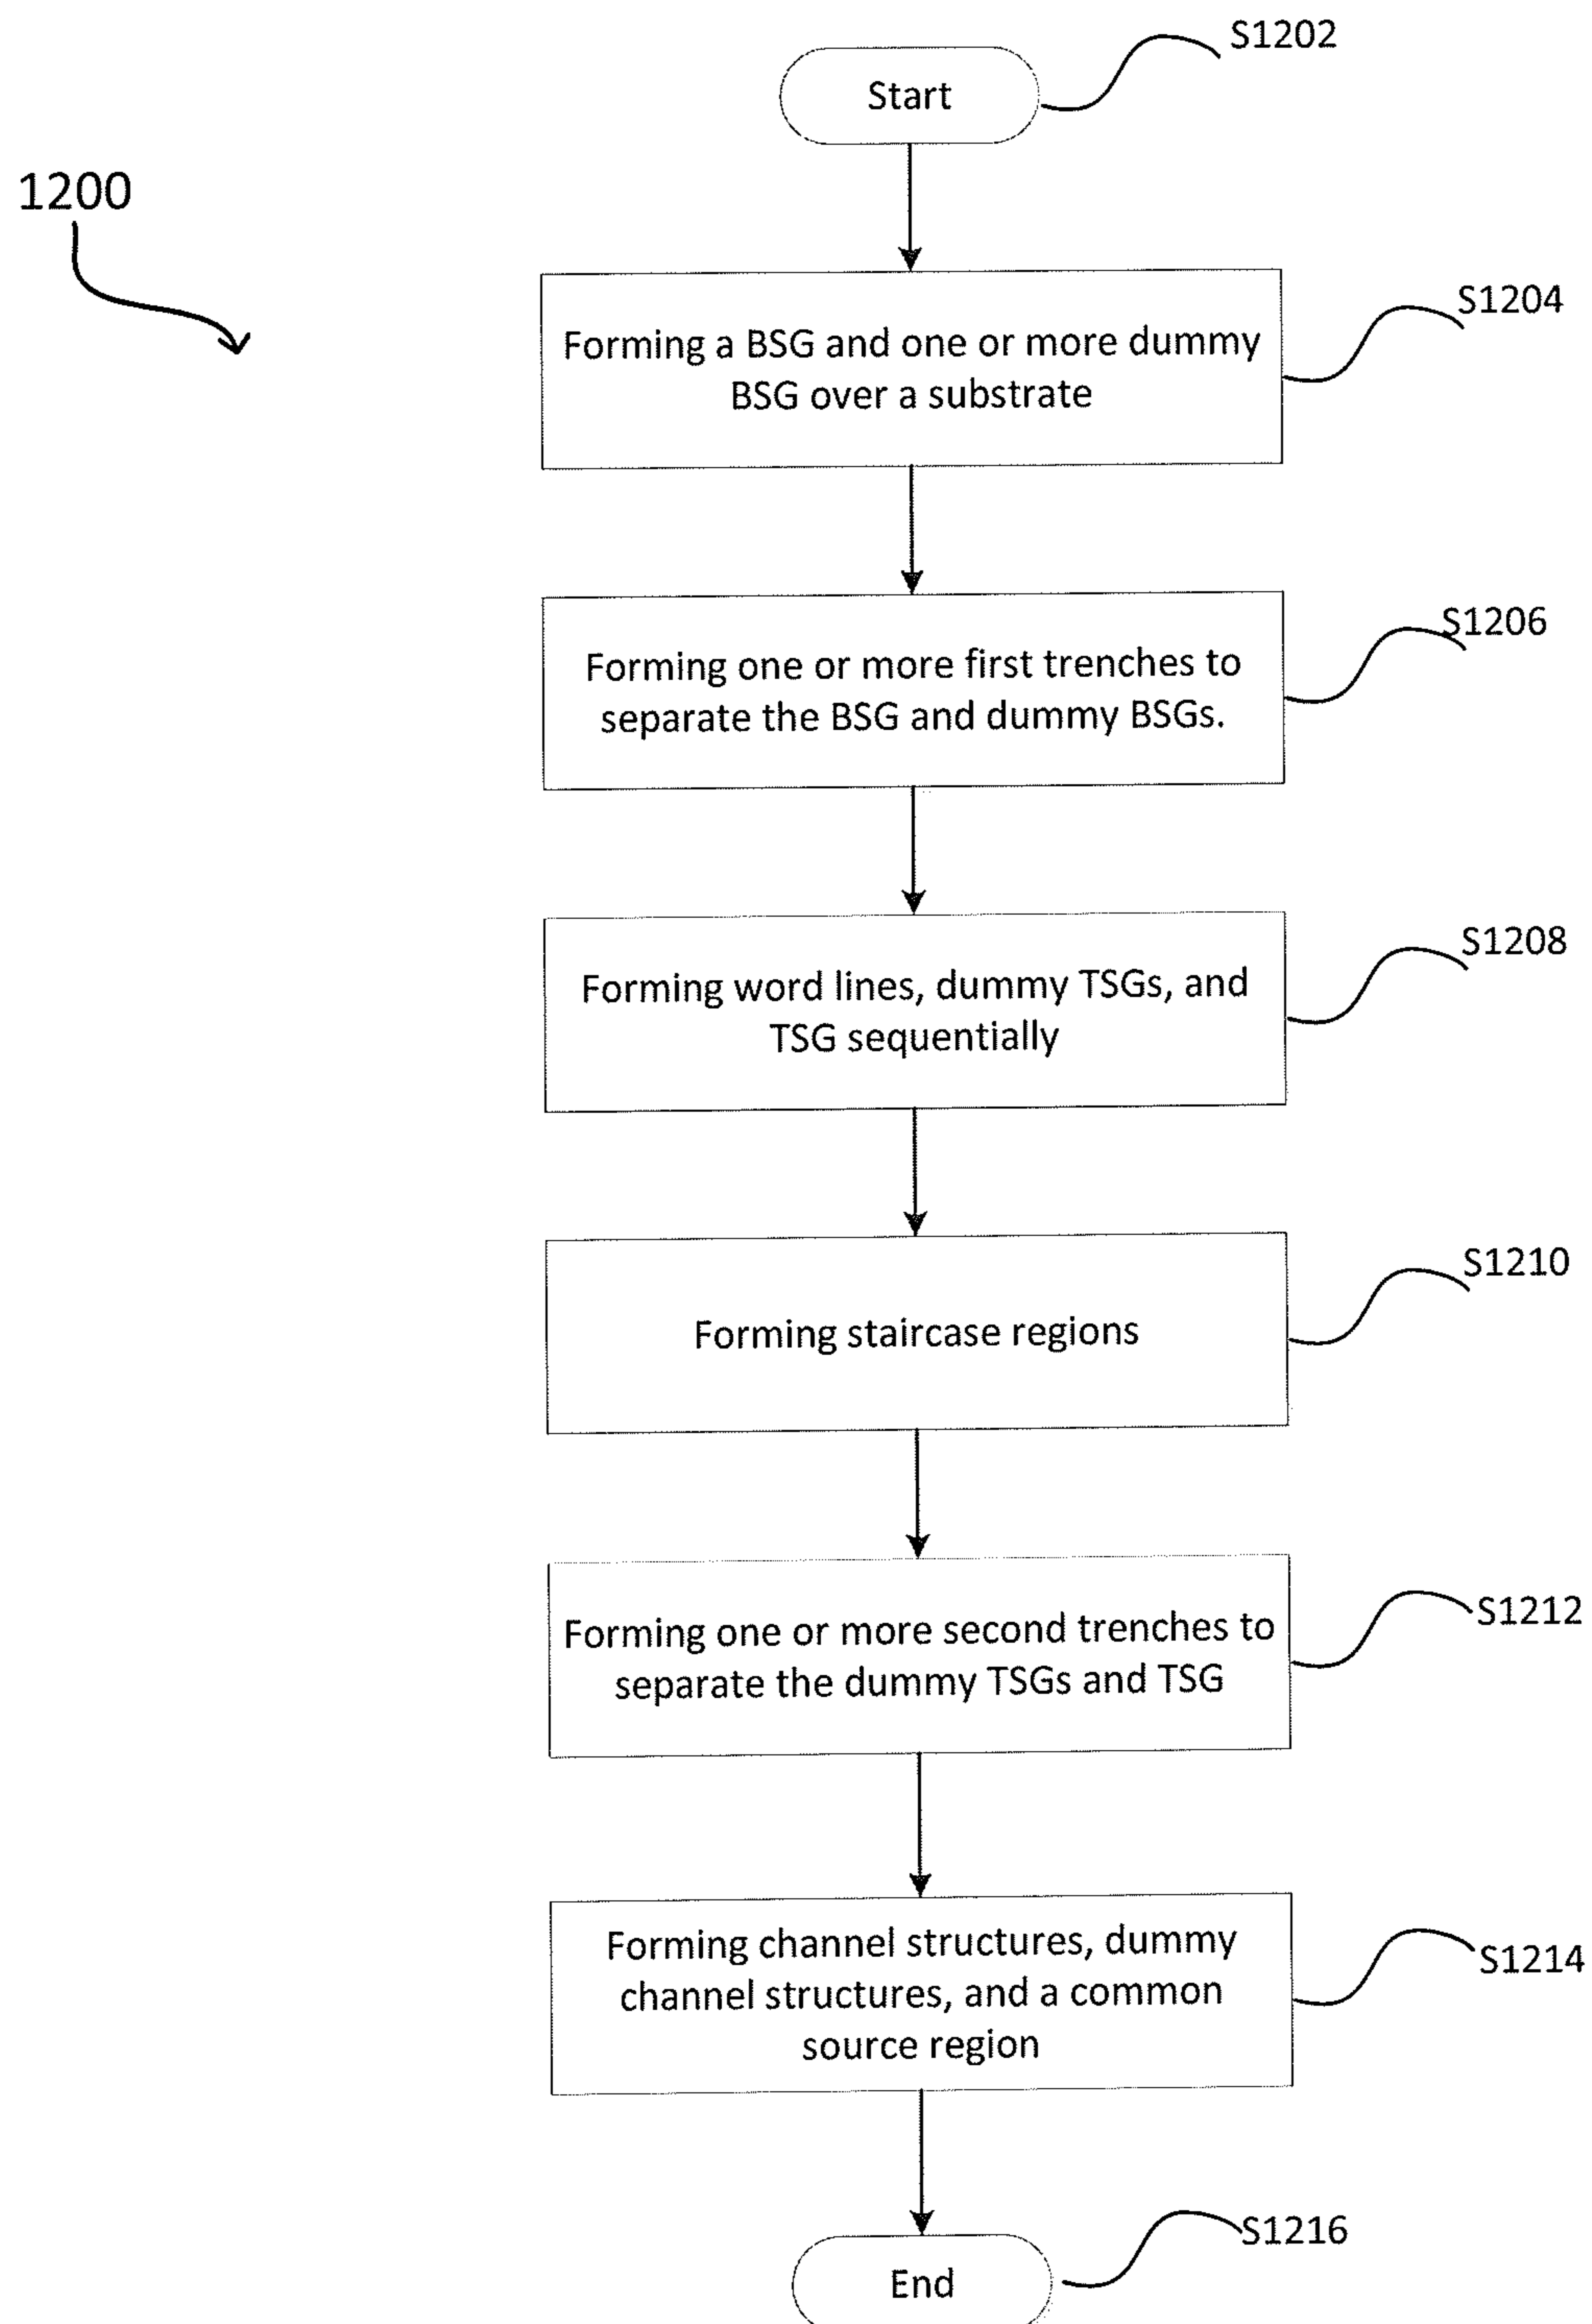 S1202
Start
1200
S1204
Forming a BSG and one or more dummy
BSG over a substrate
S1206
Forming one or more first trenches to
separate the BSG and dummy BSGs.
S1208
Forming word lines, dummy TSGs, and
TSG sequentially
S1210
Forming staircase regions
S1212
Forming one or more second trenches to
separate the dummy TSGs and TSG
S1214
Forming channel structures, dummy
channel structures, and a common
source region
S1216
End